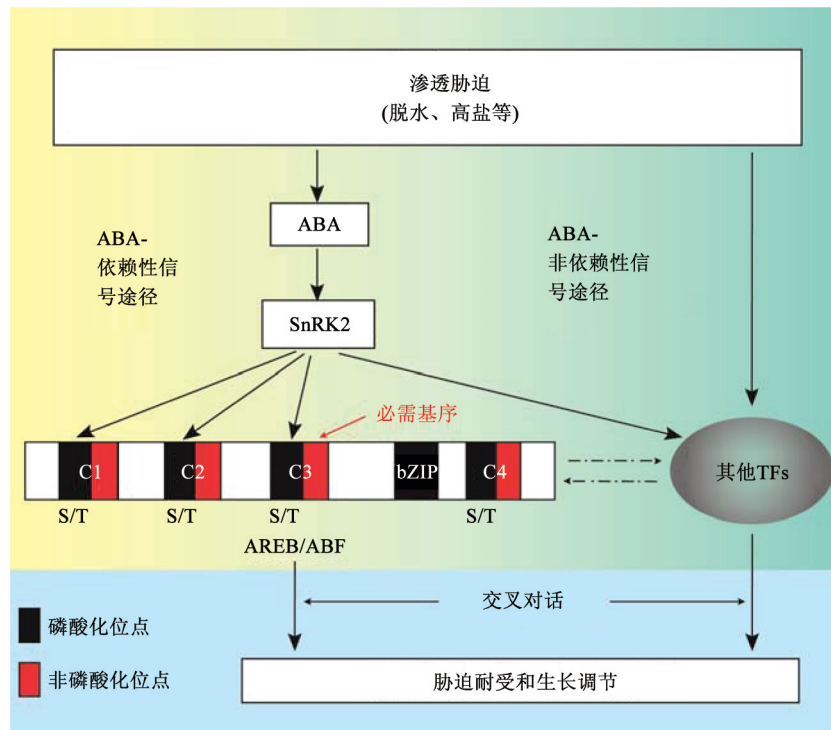 渗透胁迫
(脱水、高盐等)
ABA
ABA-
依赖性信
号途径
ABA-
非依赖性信
号途径
SnRK2
必需基序
C1
C2
C3
bZIP
C4
其他TFs
S/T
S/T
S/T
S/T
AREB/ABF
交叉对话
磷酸化位点
非磷酸化位点
胁迫耐受和生长调节